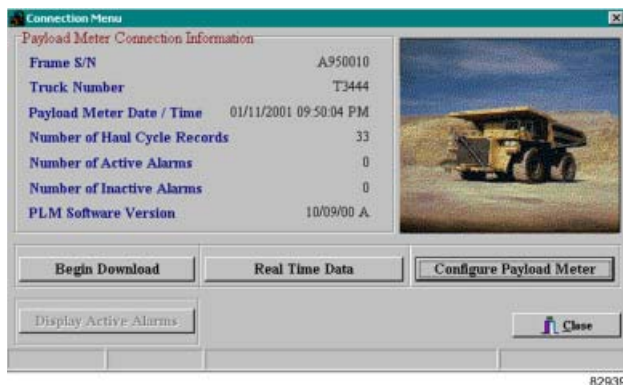 Connection Menu
Payload Meter Connection Information
Frame S/N A950010
Truck Number T3444
Payload Meter Date / Time 01/11/2001 09:50:04 PM
Number of Haul Cycle Records 33
Number of Active Alarms 0
Number of Inactive Alarms 0
PLM Software Version 10/09/00 A
Begin Download Real Time Data Configure Payload Meter
Display Active Alarms Close
82939